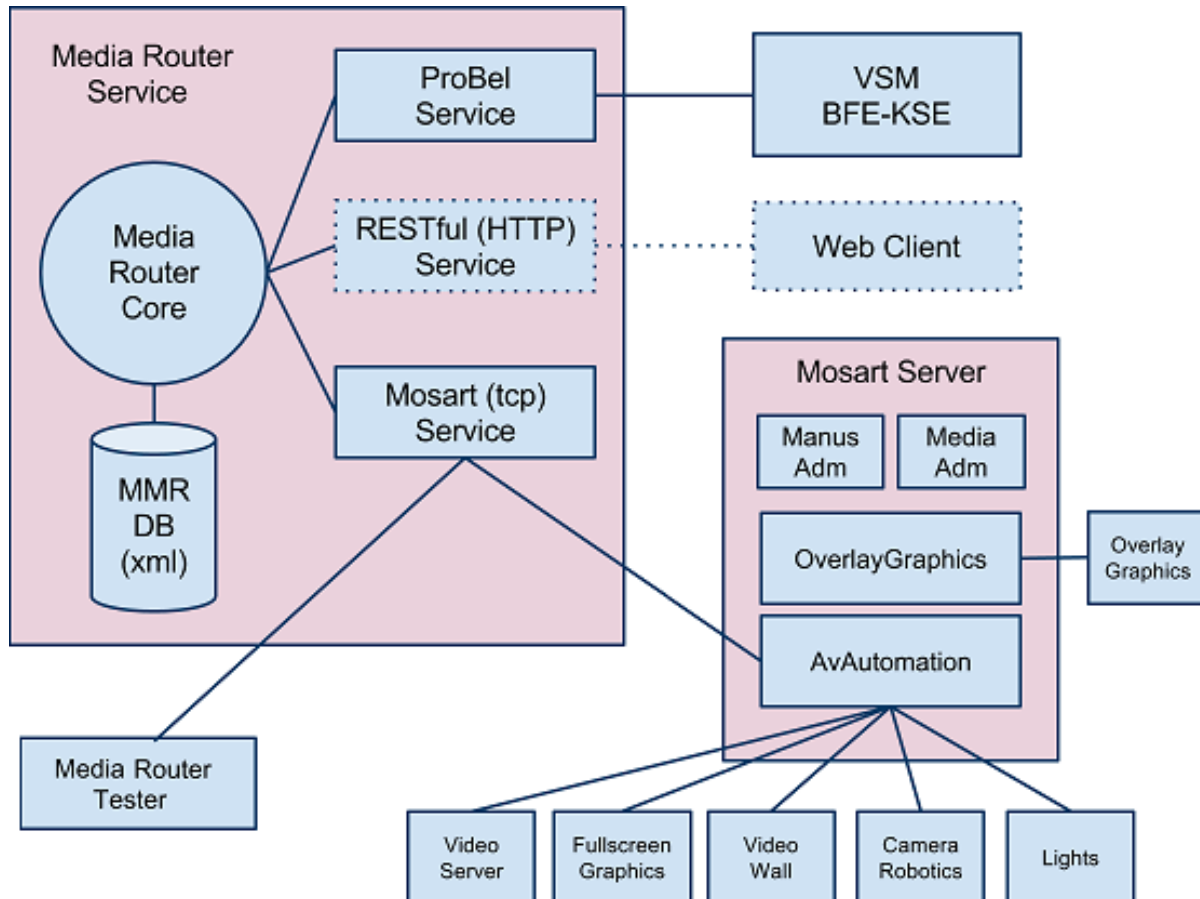 Media Router
Service
ProBel
Service
VSM
BFE-KSE
Media
Router
Core
RESTful (HTTP)
Service
Web Client
Mosart (tcp)
Service
MMR
DB
(xml)
Mosart Server
Manus
Adm
Media
Adm
OverlayGraphics
Overlay
Graphics
AvAutomation
Media Router
Tester
Video
Server
Fullscreen
Graphics
Video
Wall
Camera
Robotics
Lights